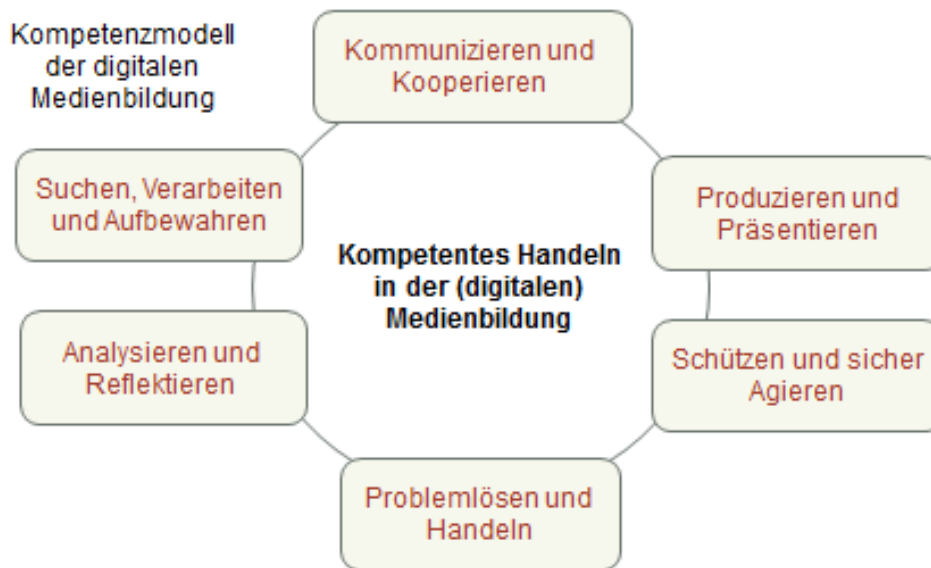 Kompetenzmodell
der digitalen
Medienbildung
Kommunizieren und
Kooperieren
Suchen, Verarbeiten
und Aufbewahren
Produzieren und
Präsentieren
Kompetentes Handeln
in der (digitalen)
Medienbildung
Analysieren und
Reflektieren
Schützen und sicher
Agieren
Problemlösen und
Handeln